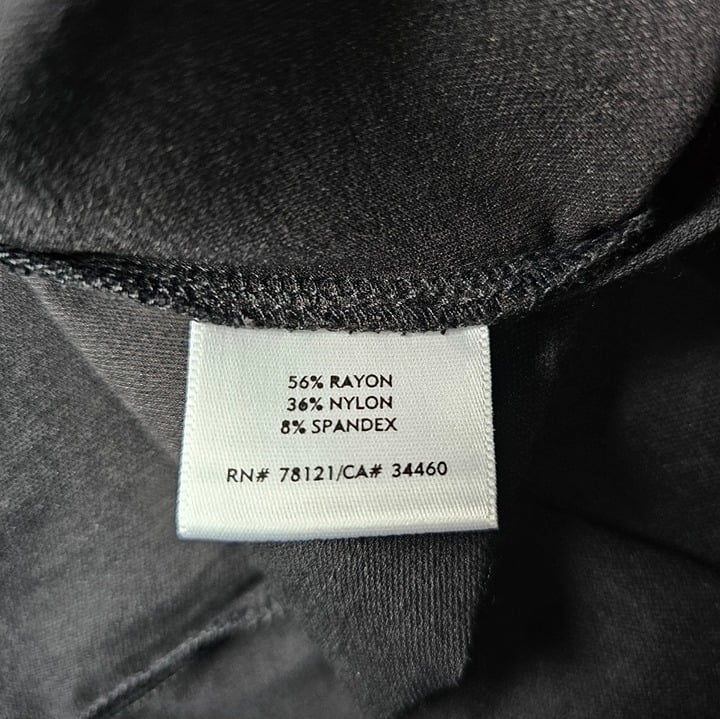 56% RAYON
36% NYLON
8% SPANDEX
RN# 78121/CA# 34460